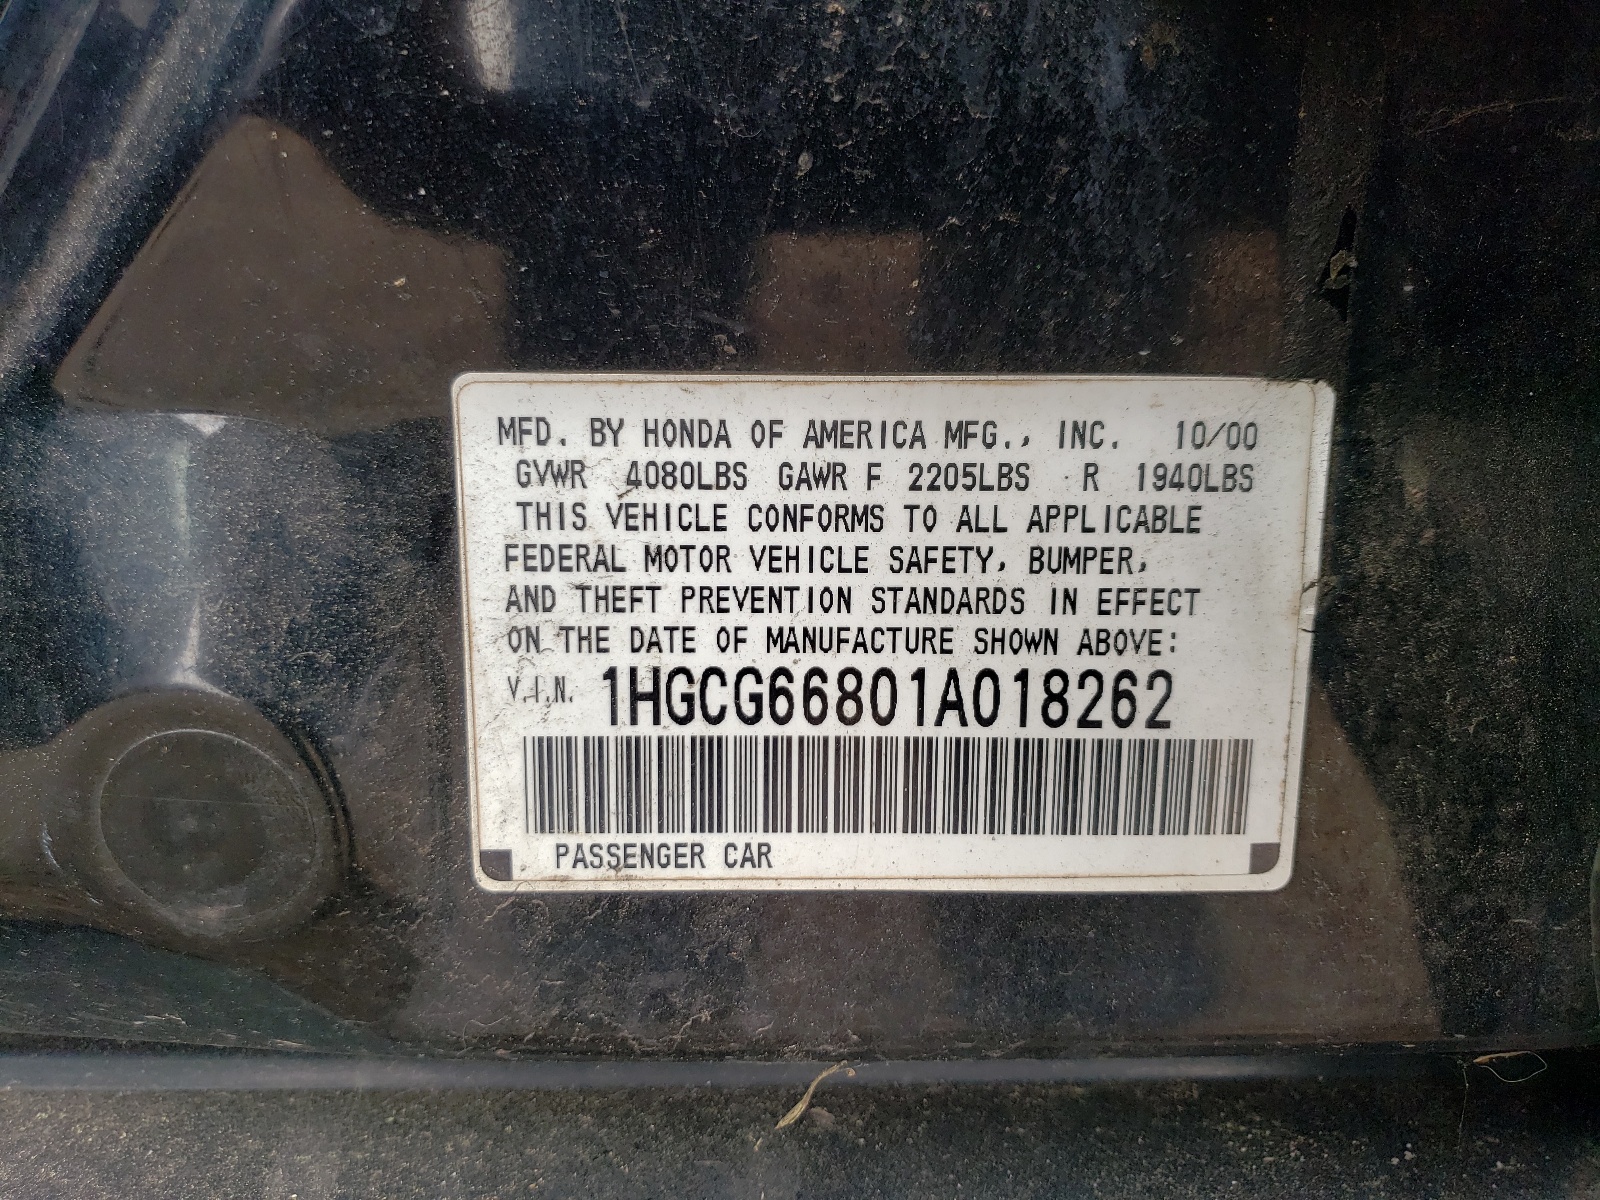 MFD. BY HONDA OF AMERICA MFG., INC. 10/00
GVWR 4080LBS GAWR F 2205LBS R 1940LBS
THIS VEHICLE CONFORMS TO ALL APPLICABLE
FEDERAL MOTOR VEHICLE SAFETY, BUMPER,
AND THEFT PREVENTION STANDARDS IN EFFECT
ON THE DATE OF MANUFACTURE SHOWN ABOVE:
V.I.N. 1HGCG66801A018262
PASSENGER CAR